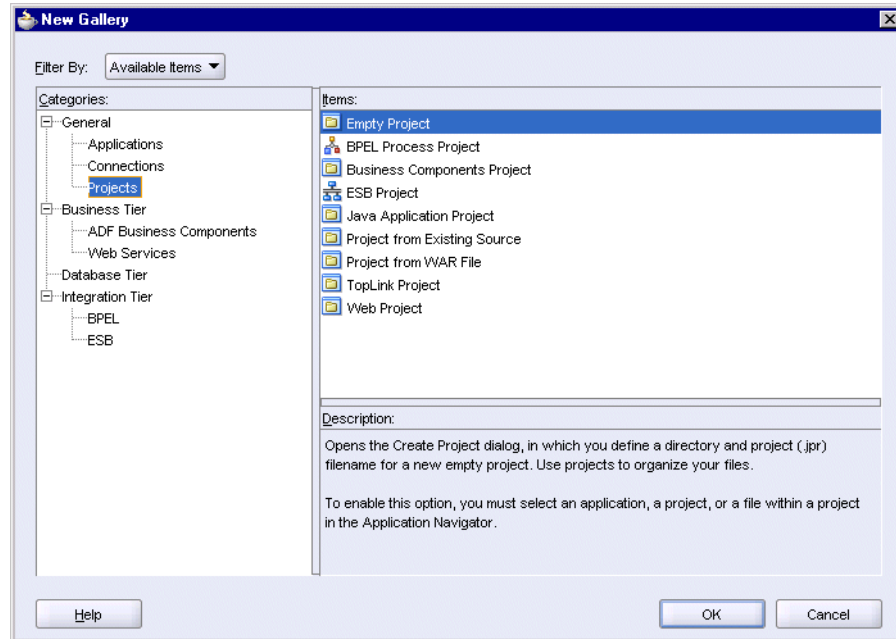 New Gallery
Filter By: Available Items
Categories:
General
Applications
Connections
Projects
Business Tier
ADF Business Components
Web Services
Database Tier
Integration Tier
BPEL
ESB
Items:
Empty Project
BPEL Process Project
Business Components Project
ESB Project
Java Application Project
Project from Existing Source
Project from WAR File
TopLink Project
Web Project
Description:
Opens the Create Project dialog, in which you define a directory and project (.jpr)
filename for a new empty project. Use projects to organize your files.
To enable this option, you must select an application, a project, or a file within a project
in the Application Navigator.
Help OK Cancel